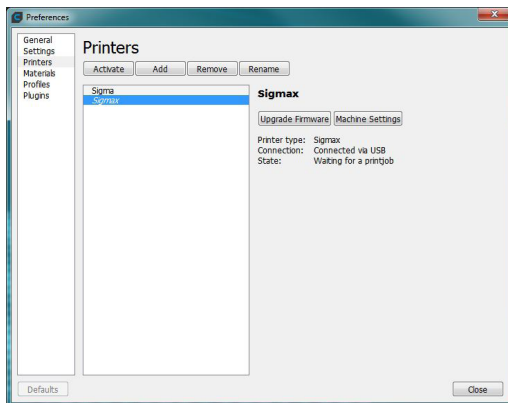 Preferences
General
Settings
Printers
Materials
Profiles
Plugins
Printers
Activate Add Remove Rename
Sigma
Sigmax
Sigmax
Upgrade Firmware Machine Settings
Printer type: Sigmax
Connection: Connected via USB
State: Waiting for a printjob
Defaults Close